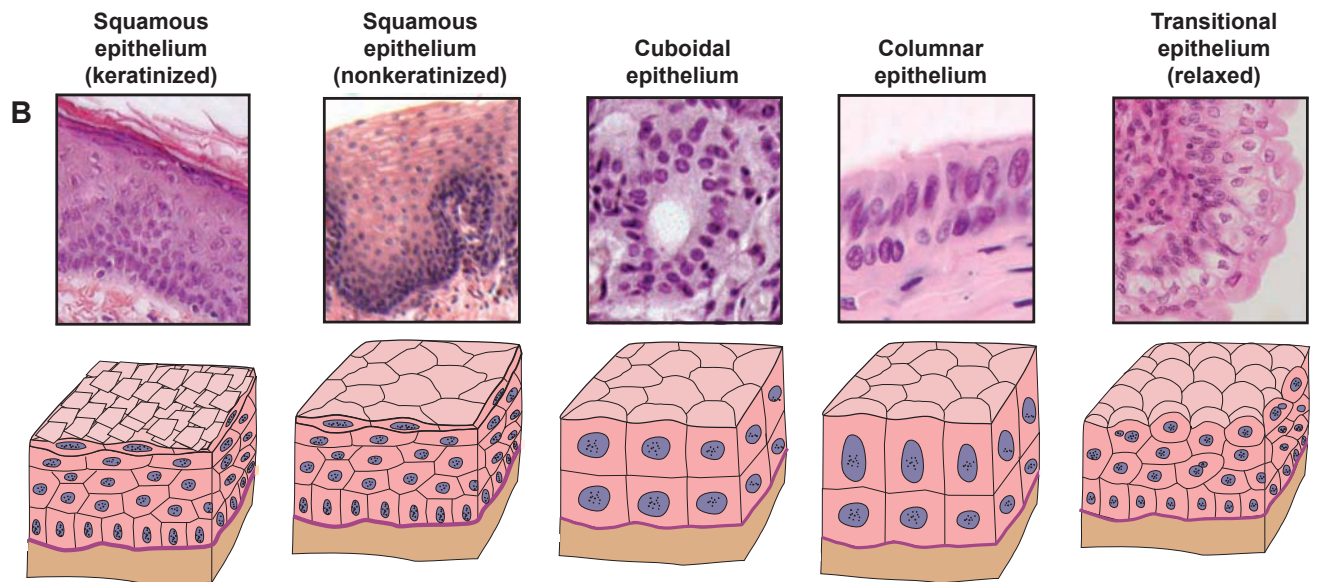 Squamous
epithelium
(keratinized)
Squamous
epithelium
(nonkeratinized)
Cuboidal
epithelium
Columnar
epithelium
Transitional
epithelium
(relaxed)
B